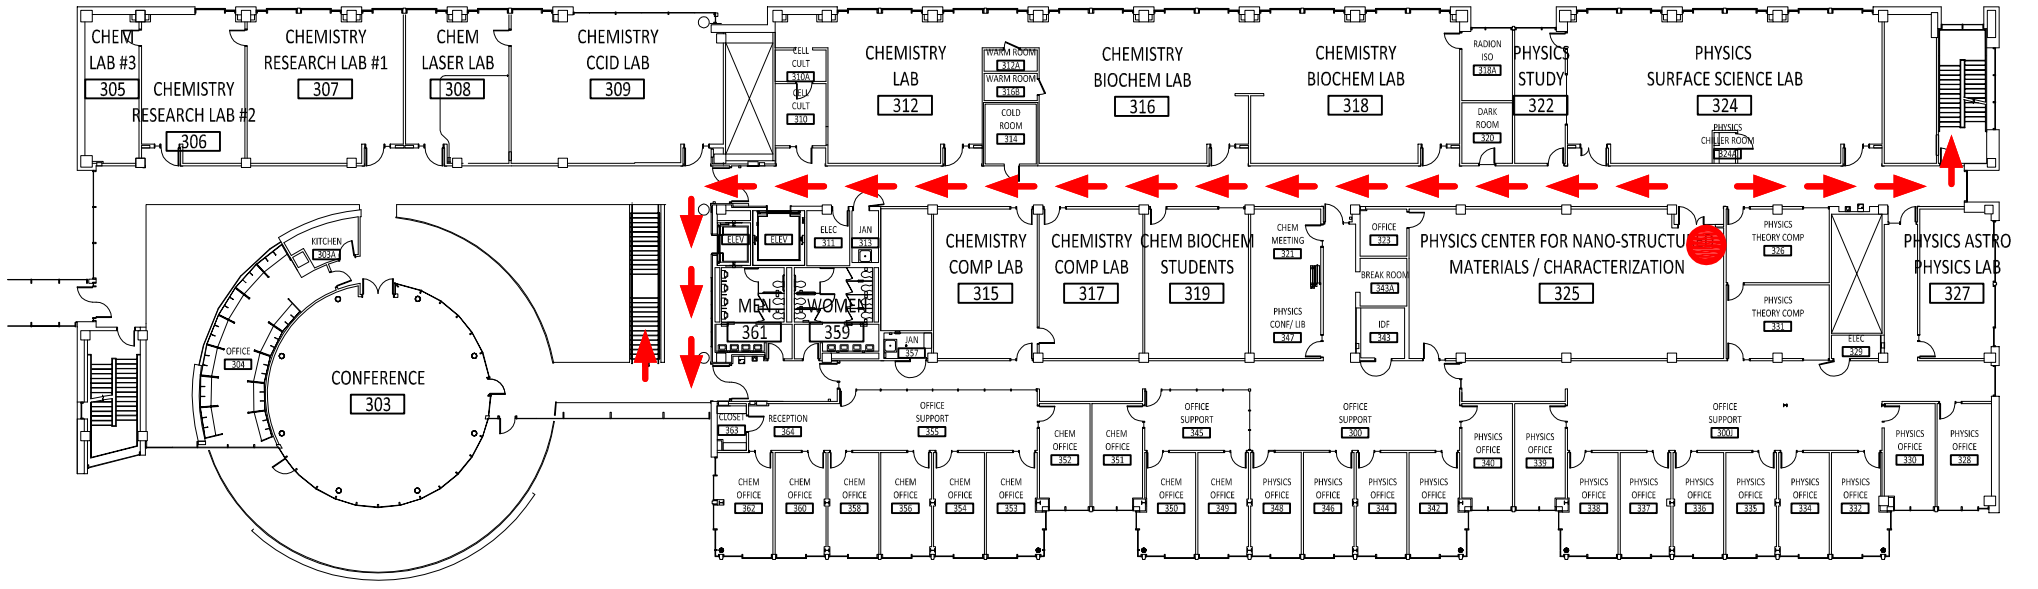 CHEM
LAB #3
305
CHEMISTRY
RESEARCH LAB #2
306
CHEMISTRY
RESEARCH LAB #1
307
CHEM
LASER LAB
308
CHEMISTRY
CCID LAB
309
CELL
CULT
310A
CELL
CULT
310
CHEMISTRY
LAB
312
WARM ROOM
312A
WARM ROOM
316B
COLD
ROOM
314
CHEMISTRY
BIOCHEM LAB
316
CHEMISTRY
BIOCHEM LAB
318
RADION
ISO
318A
DARK
ROOM
320
PHYSICS
STUDY
322
PHYSICS
SURFACE SCIENCE LAB
324
PHYSICS
CHILLER ROOM
324A
KITCHEN
303A
OFFICE
304
CONFERENCE
303
ELEV
ELEV
ELEC
311
JAN
313
MEN
361
WOMEN
359
JAN
357
CHEMISTRY
COMP LAB
315
CHEMISTRY
COMP LAB
317
CHEM BIOCHEM
STUDENTS
319
CHEM
MEETING
321
PHYSICS
CONF/ LIB
347
OFFICE
323
BREAK ROOM
343A
IDF
343
PHYSICS CENTER FOR NANO-STRUCTU
MATERIALS / CHARACTERIZATION
325
PHYSICS
THEORY COMP
326
PHYSICS
THEORY COMP
331
ELEC
329
PHYSICS ASTRO
PHYSICS LAB
327
CLOSET
363
RECEPTION
364
OFFICE
SUPPORT
355
CHEM
OFFICE
352
CHEM
OFFICE
351
OFFICE
SUPPORT
345
OFFICE
SUPPORT
300
PHYSICS
OFFICE
340
PHYSICS
OFFICE
339
OFFICE
SUPPORT
300J
PHYSICS
OFFICE
330
PHYSICS
OFFICE
328
CHEM
OFFICE
362
CHEM
OFFICE
360
CHEM
OFFICE
358
CHEM
OFFICE
356
CHEM
OFFICE
354
CHEM
OFFICE
353
CHEM
OFFICE
350
CHEM
OFFICE
349
PHYSICS
OFFICE
348
PHYSICS
OFFICE
346
PHYSICS
OFFICE
344
PHYSICS
OFFICE
342
PHYSICS
OFFICE
338
PHYSICS
OFFICE
337
PHYSICS
OFFICE
336
PHYSICS
OFFICE
335
PHYSICS
OFFICE
334
PHYSICS
OFFICE
332